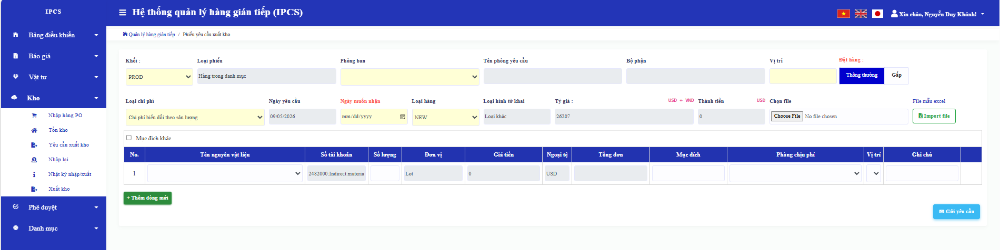 IPCS
Hệ thống quản lý hàng gián tiếp (IPCS)
Xin chào, Nguyễn Duy Khánh!
Bảng điều khiển
Báo giá
Vật tư
Kho
Nhập hàng PO
Tồn kho
Yêu cầu xuất kho
Nhập lại
Nhật ký nhập/xuất
Xuất kho
Phê duyệt
Danh mục
Quản lý hàng gián tiếp / Phiếu yêu cầu xuất kho
Khối : Loại phiếu Phòng ban Tên phòng yêu cầu Bộ phận Vị trí Đặt hàng :
PROD Hàng trong danh mục Thông thường Gấp
Loại chi phí Ngày yêu cầu Ngày muốn nhận Loại hàng Loại hình tờ khai Tỷ giá : USD ↔ VND Thành tiền USD Chọn file File mẫu excel
Chi phí biến đổi theo sản lượng 09/05/2026 mm/dd/yyyy NEW Loại khác 26207 0 Choose File No file chosen Import file
Mục đích khác
No. Tên nguyên vật liệu Số tài khoản Số lượng Đơn vị Giá tiền Ngoại tệ Tổng đơn Mục đích Phòng chịu phí Vị trí Ghi chú
1 2482000:Indirect materia Lot 0 USD
+ Thêm dòng mới
Gửi yêu cầu